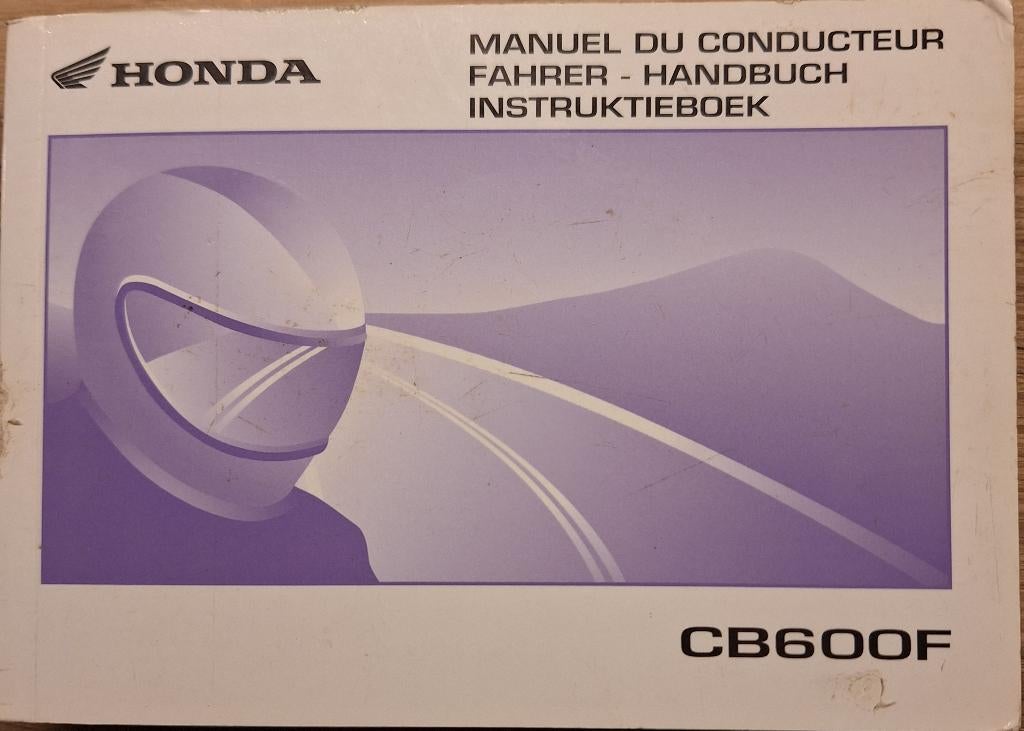 HONDA
MANUEL DU CONDUCTEUR
FAHRER - HANDBUCH
INSTRUKTIEBOEK
CB600F